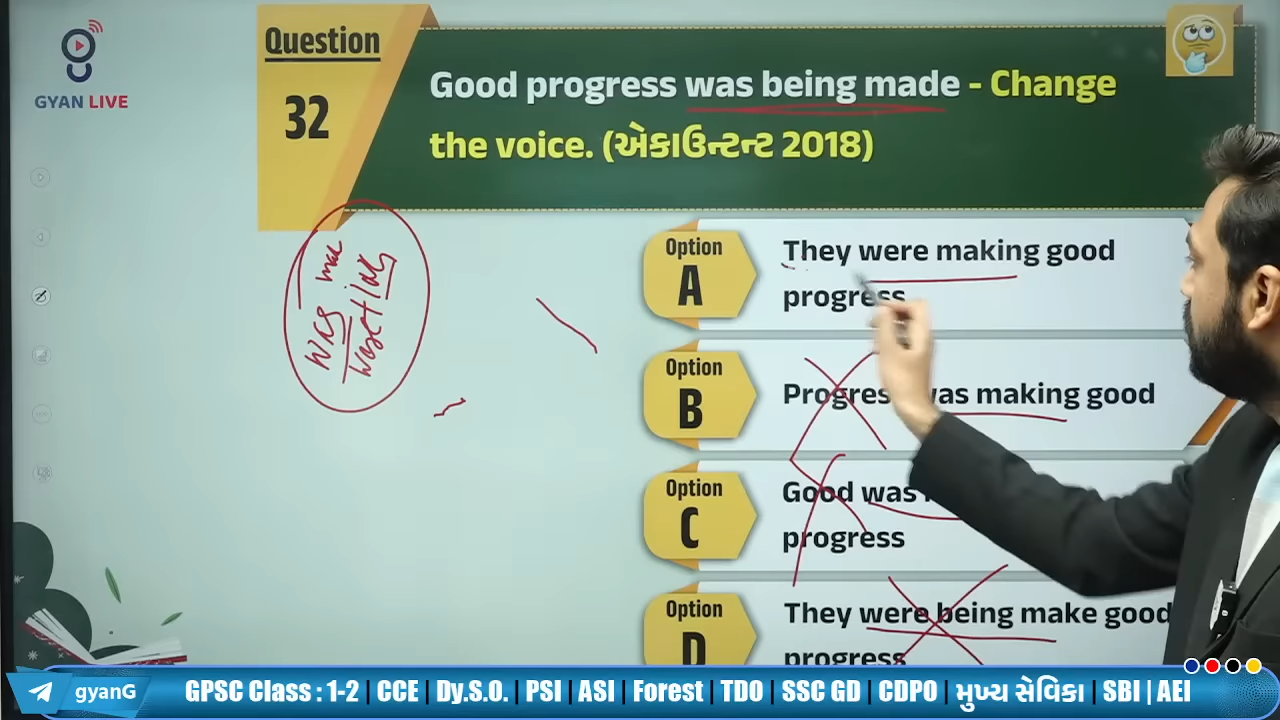 GYAN LIVE
Question
32
Good progress was being made - Change
the voice. (એકાઉન્ટન્ટ 2018)
Option
A
They were making good
progress
Option
B
Progress was making good
Option
C
Good was
progress
Option
D
They were being make good
progress
was
gyanG
GPSC Class : 1-2 | CCE | Dy.S.O. | PSI | ASI | Forest | TDO | SSC GD | CDPO | મુખ્ય સેવિકા | SBI | AEI